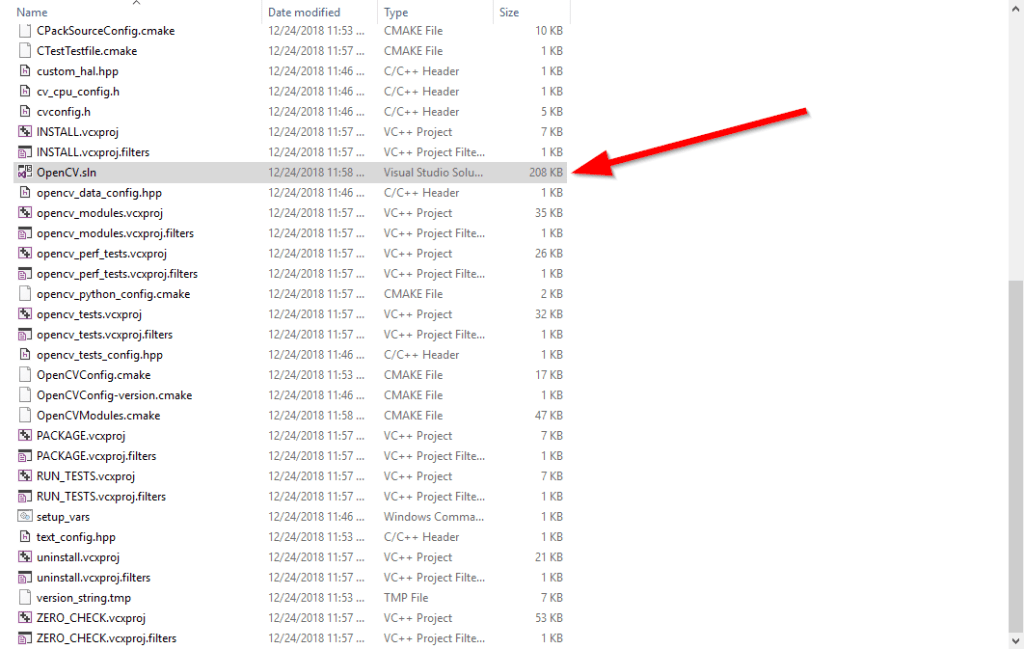 Name Date modified Type Size
CPackSourceConfig.cmake 12/24/2018 11:53 ... CMAKE File 10 KB
CTestTestfile.cmake 12/24/2018 11:57 ... CMAKE File 1 KB
custom_hal.hpp 12/24/2018 11:46 ... C/C++ Header 1 KB
cv_cpu_config.h 12/24/2018 11:46 ... C/C++ Header 1 KB
cvconfig.h 12/24/2018 11:46 ... C/C++ Header 5 KB
INSTALL.vcxproj 12/24/2018 11:57 ... VC++ Project 7 KB
INSTALL.vcxproj.filters 12/24/2018 11:57 ... VC++ Project Filte... 1 KB
OpenCV.sln 12/24/2018 11:58 ... Visual Studio Solu... 208 KB
opencv_data_config.hpp 12/24/2018 11:46 ... C/C++ Header 1 KB
opencv_modules.vcxproj 12/24/2018 11:57 ... VC++ Project 35 KB
opencv_modules.vcxproj.filters 12/24/2018 11:57 ... VC++ Project Filte... 1 KB
opencv_perf_tests.vcxproj 12/24/2018 11:57 ... VC++ Project 26 KB
opencv_perf_tests.vcxproj.filters 12/24/2018 11:57 ... VC++ Project Filte... 1 KB
opencv_python_config.cmake 12/24/2018 11:57 ... CMAKE File 2 KB
opencv_tests.vcxproj 12/24/2018 11:57 ... VC++ Project 32 KB
opencv_tests.vcxproj.filters 12/24/2018 11:57 ... VC++ Project Filte... 1 KB
opencv_tests_config.hpp 12/24/2018 11:46 ... C/C++ Header 1 KB
OpenCVConfig.cmake 12/24/2018 11:53 ... CMAKE File 17 KB
OpenCVConfig-version.cmake 12/24/2018 11:46 ... CMAKE File 1 KB
OpenCVModules.cmake 12/24/2018 11:58 ... CMAKE File 47 KB
PACKAGE.vcxproj 12/24/2018 11:57 ... VC++ Project 7 KB
PACKAGE.vcxproj.filters 12/24/2018 11:57 ... VC++ Project Filte... 1 KB
RUN_TESTS.vcxproj 12/24/2018 11:57 ... VC++ Project 7 KB
RUN_TESTS.vcxproj.filters 12/24/2018 11:57 ... VC++ Project Filte... 1 KB
setup_vars 12/24/2018 11:46 ... Windows Comma... 1 KB
text_config.hpp 12/24/2018 11:53 ... C/C++ Header 1 KB
uninstall.vcxproj 12/24/2018 11:57 ... VC++ Project 21 KB
uninstall.vcxproj.filters 12/24/2018 11:57 ... VC++ Project Filte... 1 KB
version_string.tmp 12/24/2018 11:53 ... TMP File 7 KB
ZERO_CHECK.vcxproj 12/24/2018 11:57 ... VC++ Project 53 KB
ZERO_CHECK.vcxproj.filters 12/24/2018 11:57 ... VC++ Project Filte... 1 KB